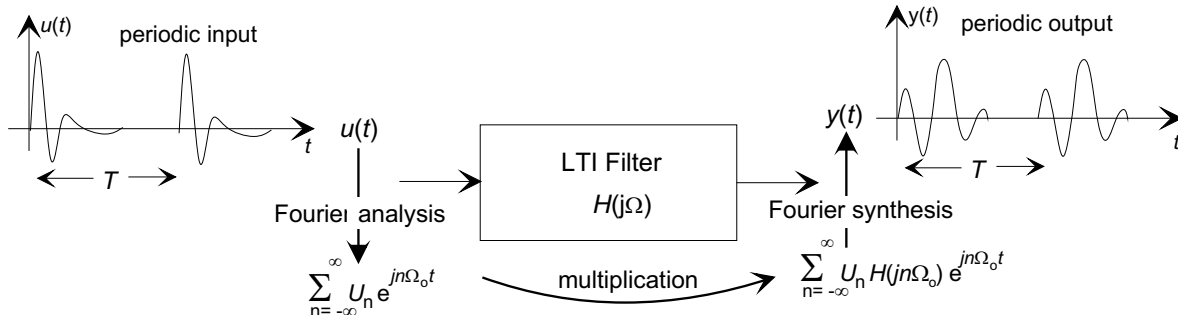 u(t)
periodic input
t
T
u(t)
Fourier analysis
∞
∑ Uₙ e^{jnΩₒt}
n= -∞
LTI Filter
H(jΩ)
multiplication
y(t)
periodic output
t
T
y(t)
Fourier synthesis
∞
∑ Uₙ H(jnΩₒ) e^{jnΩₒt}
n= -∞